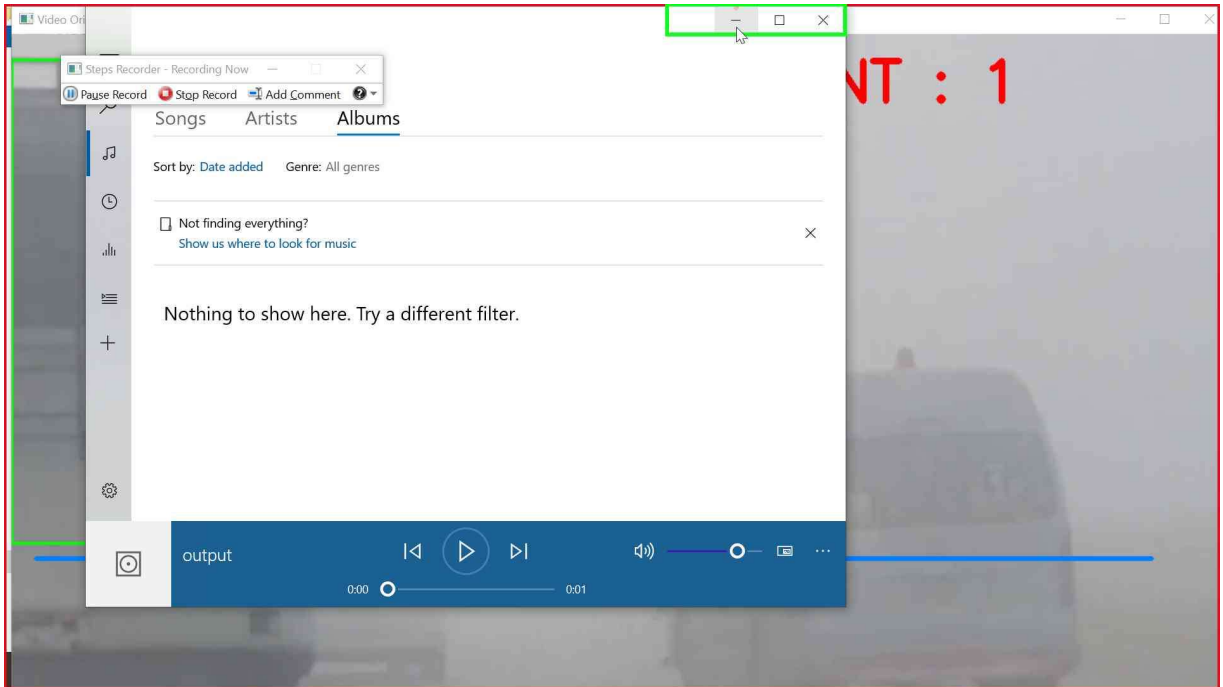 Video Ori
Steps Recorder - Recording Now
Pause Record Stop Record Add Comment
NT : 1
Songs Artists Albums
Sort by: Date added Genre: All genres
Not finding everything?
Show us where to look for music
Nothing to show here. Try a different filter.
output
0:00 0:01